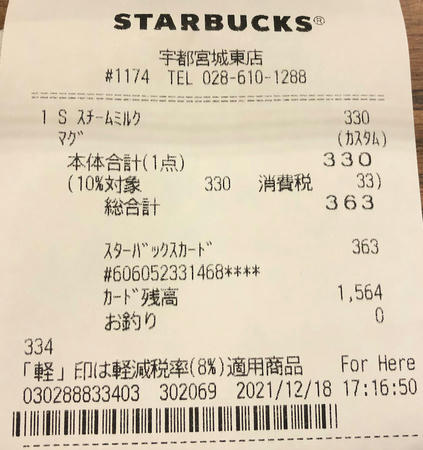 STARBUCKS®
宇都宮城東店
#1174 TEL 028-610-1288
1 S ｽﾁｰﾑﾐﾙｸ 330
ﾏｸﾞ (ｶｽﾀﾑ)
本体合計(1点) 330
(10%対象 330 消費税 33)
総合計 363
ｽﾀｰﾊﾞｯｸｽｶｰﾄﾞ 363
#606052331468****
ｶｰﾄﾞ残高 1,564
お釣り 0
334
「軽」印は軽減税率(8%)適用商品 For Here
030288833403 302069 2021/12/18 17:16:50